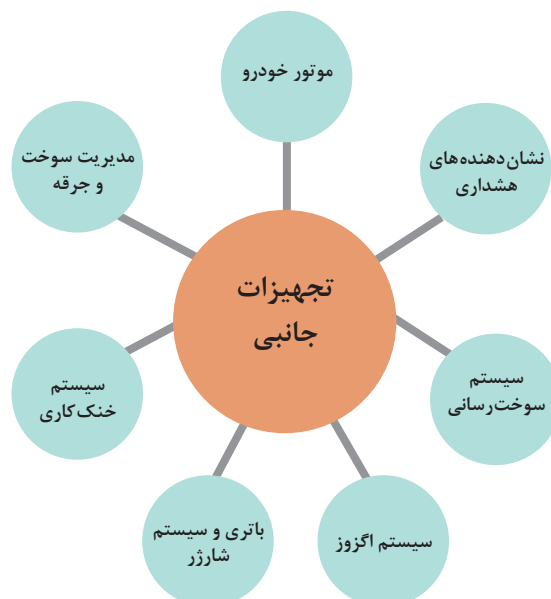 موتور خودرو
نشان‌دهنده‌های
هشداری
مدیریت سوخت
و جرقه
تجهیزات
جانبی
سیستم
سوخت‌رسانی
سیستم
خنک‌کاری
سیستم اگزوز
باتری و سیستم
شارژر